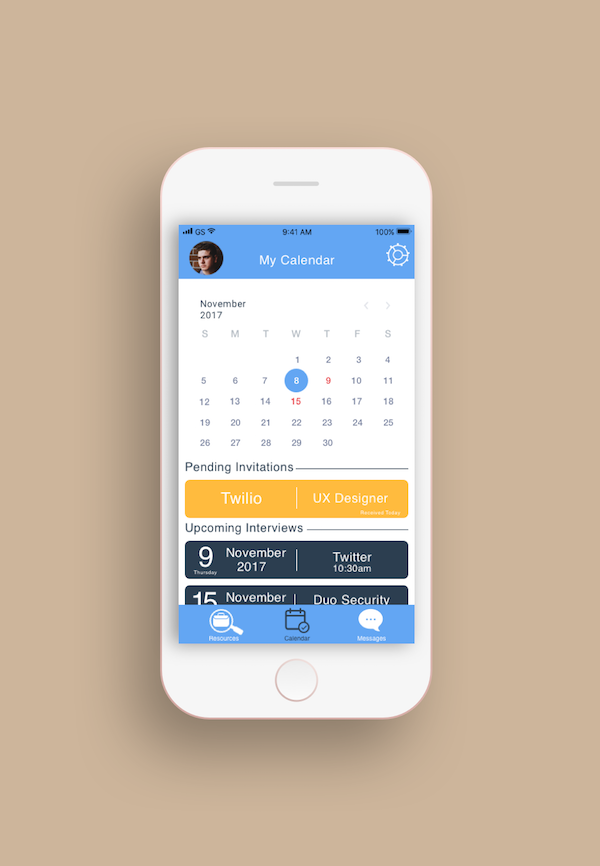 GS 9:41 AM 100%
My Calendar
November
2017
S M T W T F S
1 2 3 4
5 6 7 8 9 10 11
12 13 14 15 16 17 18
19 20 21 22 23 24 25
26 27 28 29 30
Pending Invitations
Twilio UX Designer
Received Today
Upcoming Interviews
9 November Twitter
Thursday 2017 10:30am
15 November Duo Security
Resources Calendar Messages